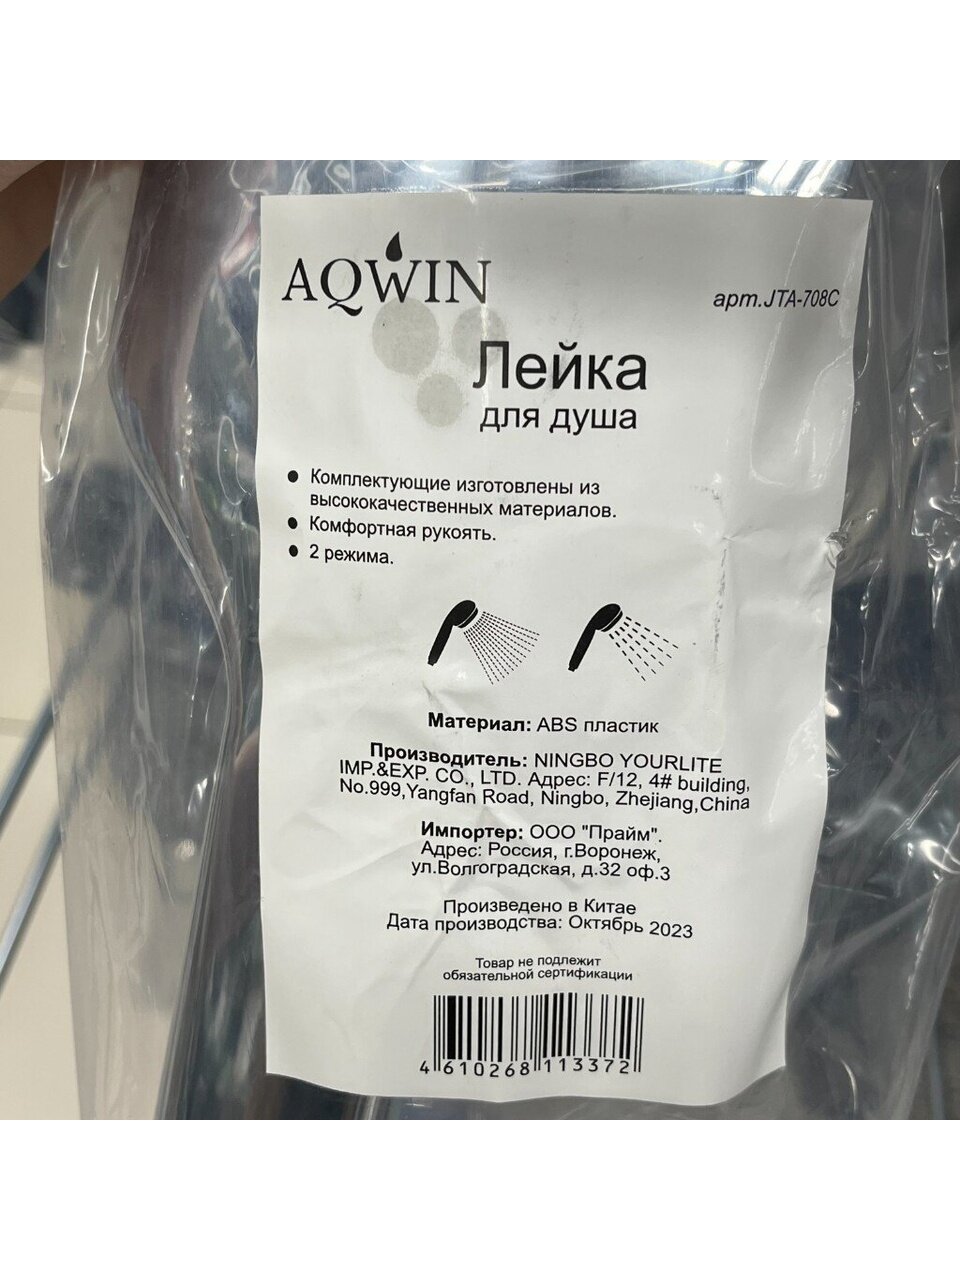 AQWIN
арт.JTA-708C
Лейка
для душа
• Комплектующие изготовлены из
высококачественных материалов.
• Комфортная рукоять.
• 2 режима.
Материал: ABS пластик
Производитель: NINGBO YOURLITE
IMP.&EXP. CO., LTD. Адрес: F/12, 4# building,
No.999,Yangfan Road, Ningbo, Zhejiang,China
Импортер: ООО "Прайм".
Адрес: Россия, г.Воронеж,
ул.Волгоградская, д.32 оф.3
Произведено в Китае
Дата производства: Октябрь 2023
Товар не подлежит
обязательной сертификации
4 610268 113372